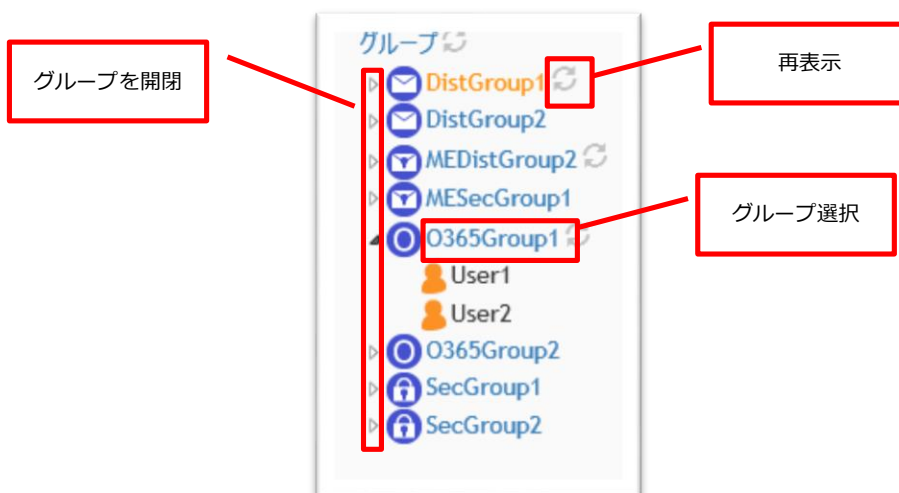 グループ
グループを開閉
再表示
DistGroup1
DistGroup2
MEDistGroup2
MESecGroup1
グループ選択
O365Group1
User1
User2
O365Group2
SecGroup1
SecGroup2